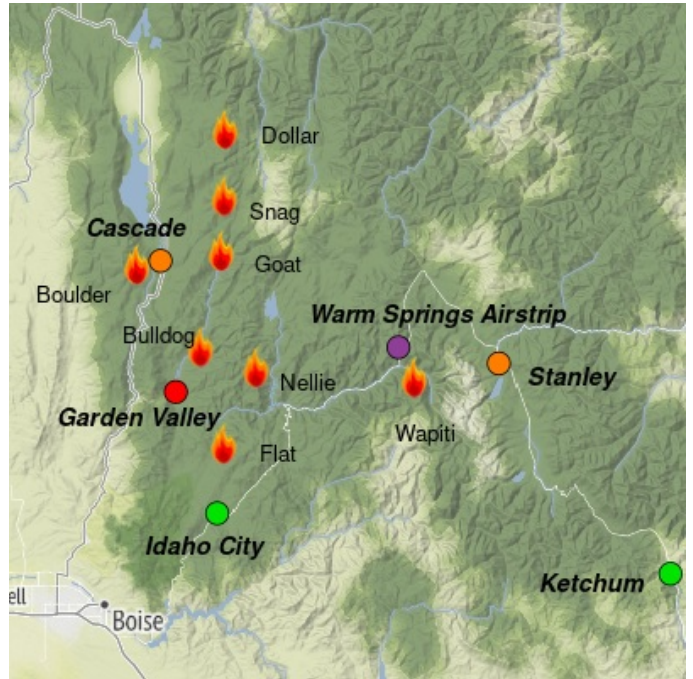 Dollar
Snag
Cascade
Goat
Boulder
Warm Springs Airstrip
Bulldog
Stanley
Nellie
Garden Valley
Wapiti
Flat
Idaho City
Ketchum
ell
Boise